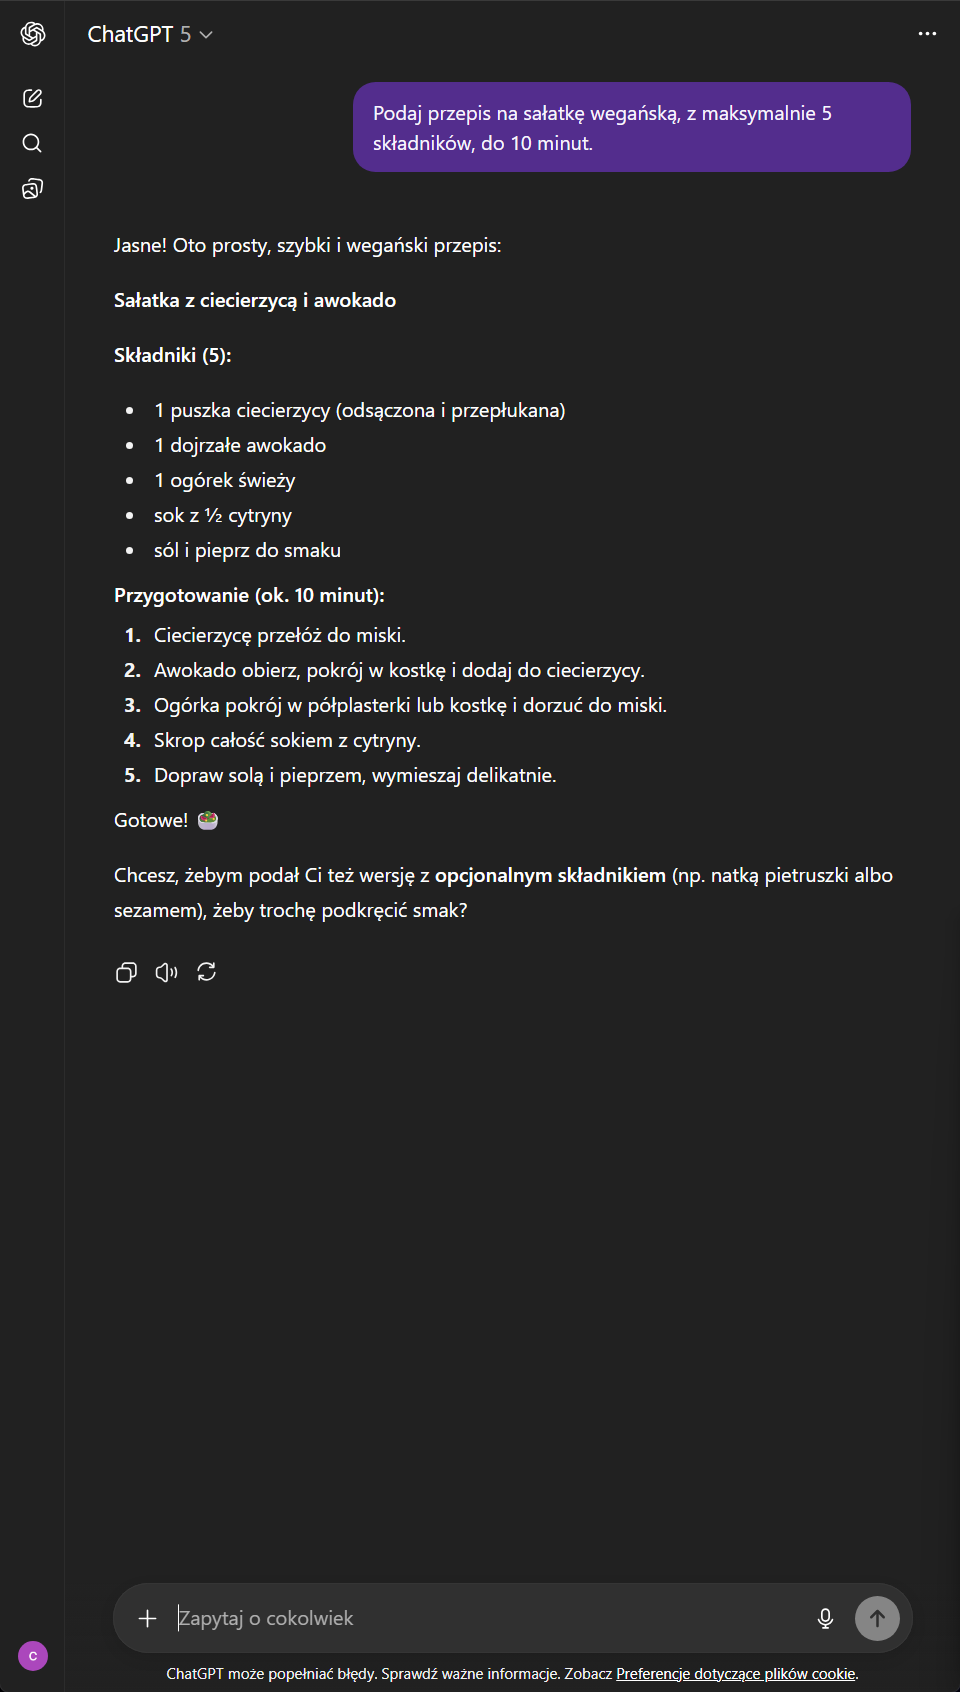 ChatGPT 5
Podaj przepis na sałatkę wegańską, z maksymalnie 5
składników, do 10 minut.
Jasne! Oto prosty, szybki i wegański przepis:
Sałatka z ciecierzycą i awokado
Składniki (5):
• 1 puszka ciecierzycy (odsączona i przepłukana)
• 1 dojrzałe awokado
• 1 ogórek świeży
• sok z ½ cytryny
• sól i pieprz do smaku
Przygotowanie (ok. 10 minut):
1. Ciecierzycę przełóż do miski.
2. Awokado obierz, pokrój w kostkę i dodaj do ciecierzycy.
3. Ogórka pokrój w półplasterki lub kostkę i dorzuć do miski.
4. Skrop całość sokiem z cytryny.
5. Dopraw solą i pieprzem, wymieszaj delikatnie.
Gotowe! 🥗
Chcesz, żebym podał Ci też wersję z opcjonalnym składnikiem (np. natką pietruszki albo
sezamem), żeby trochę podkręcić smak?
Zapytaj o cokolwiek
C
ChatGPT może popełniać błędy. Sprawdź ważne informacje. Zobacz Preferencje dotyczące plików cookie.